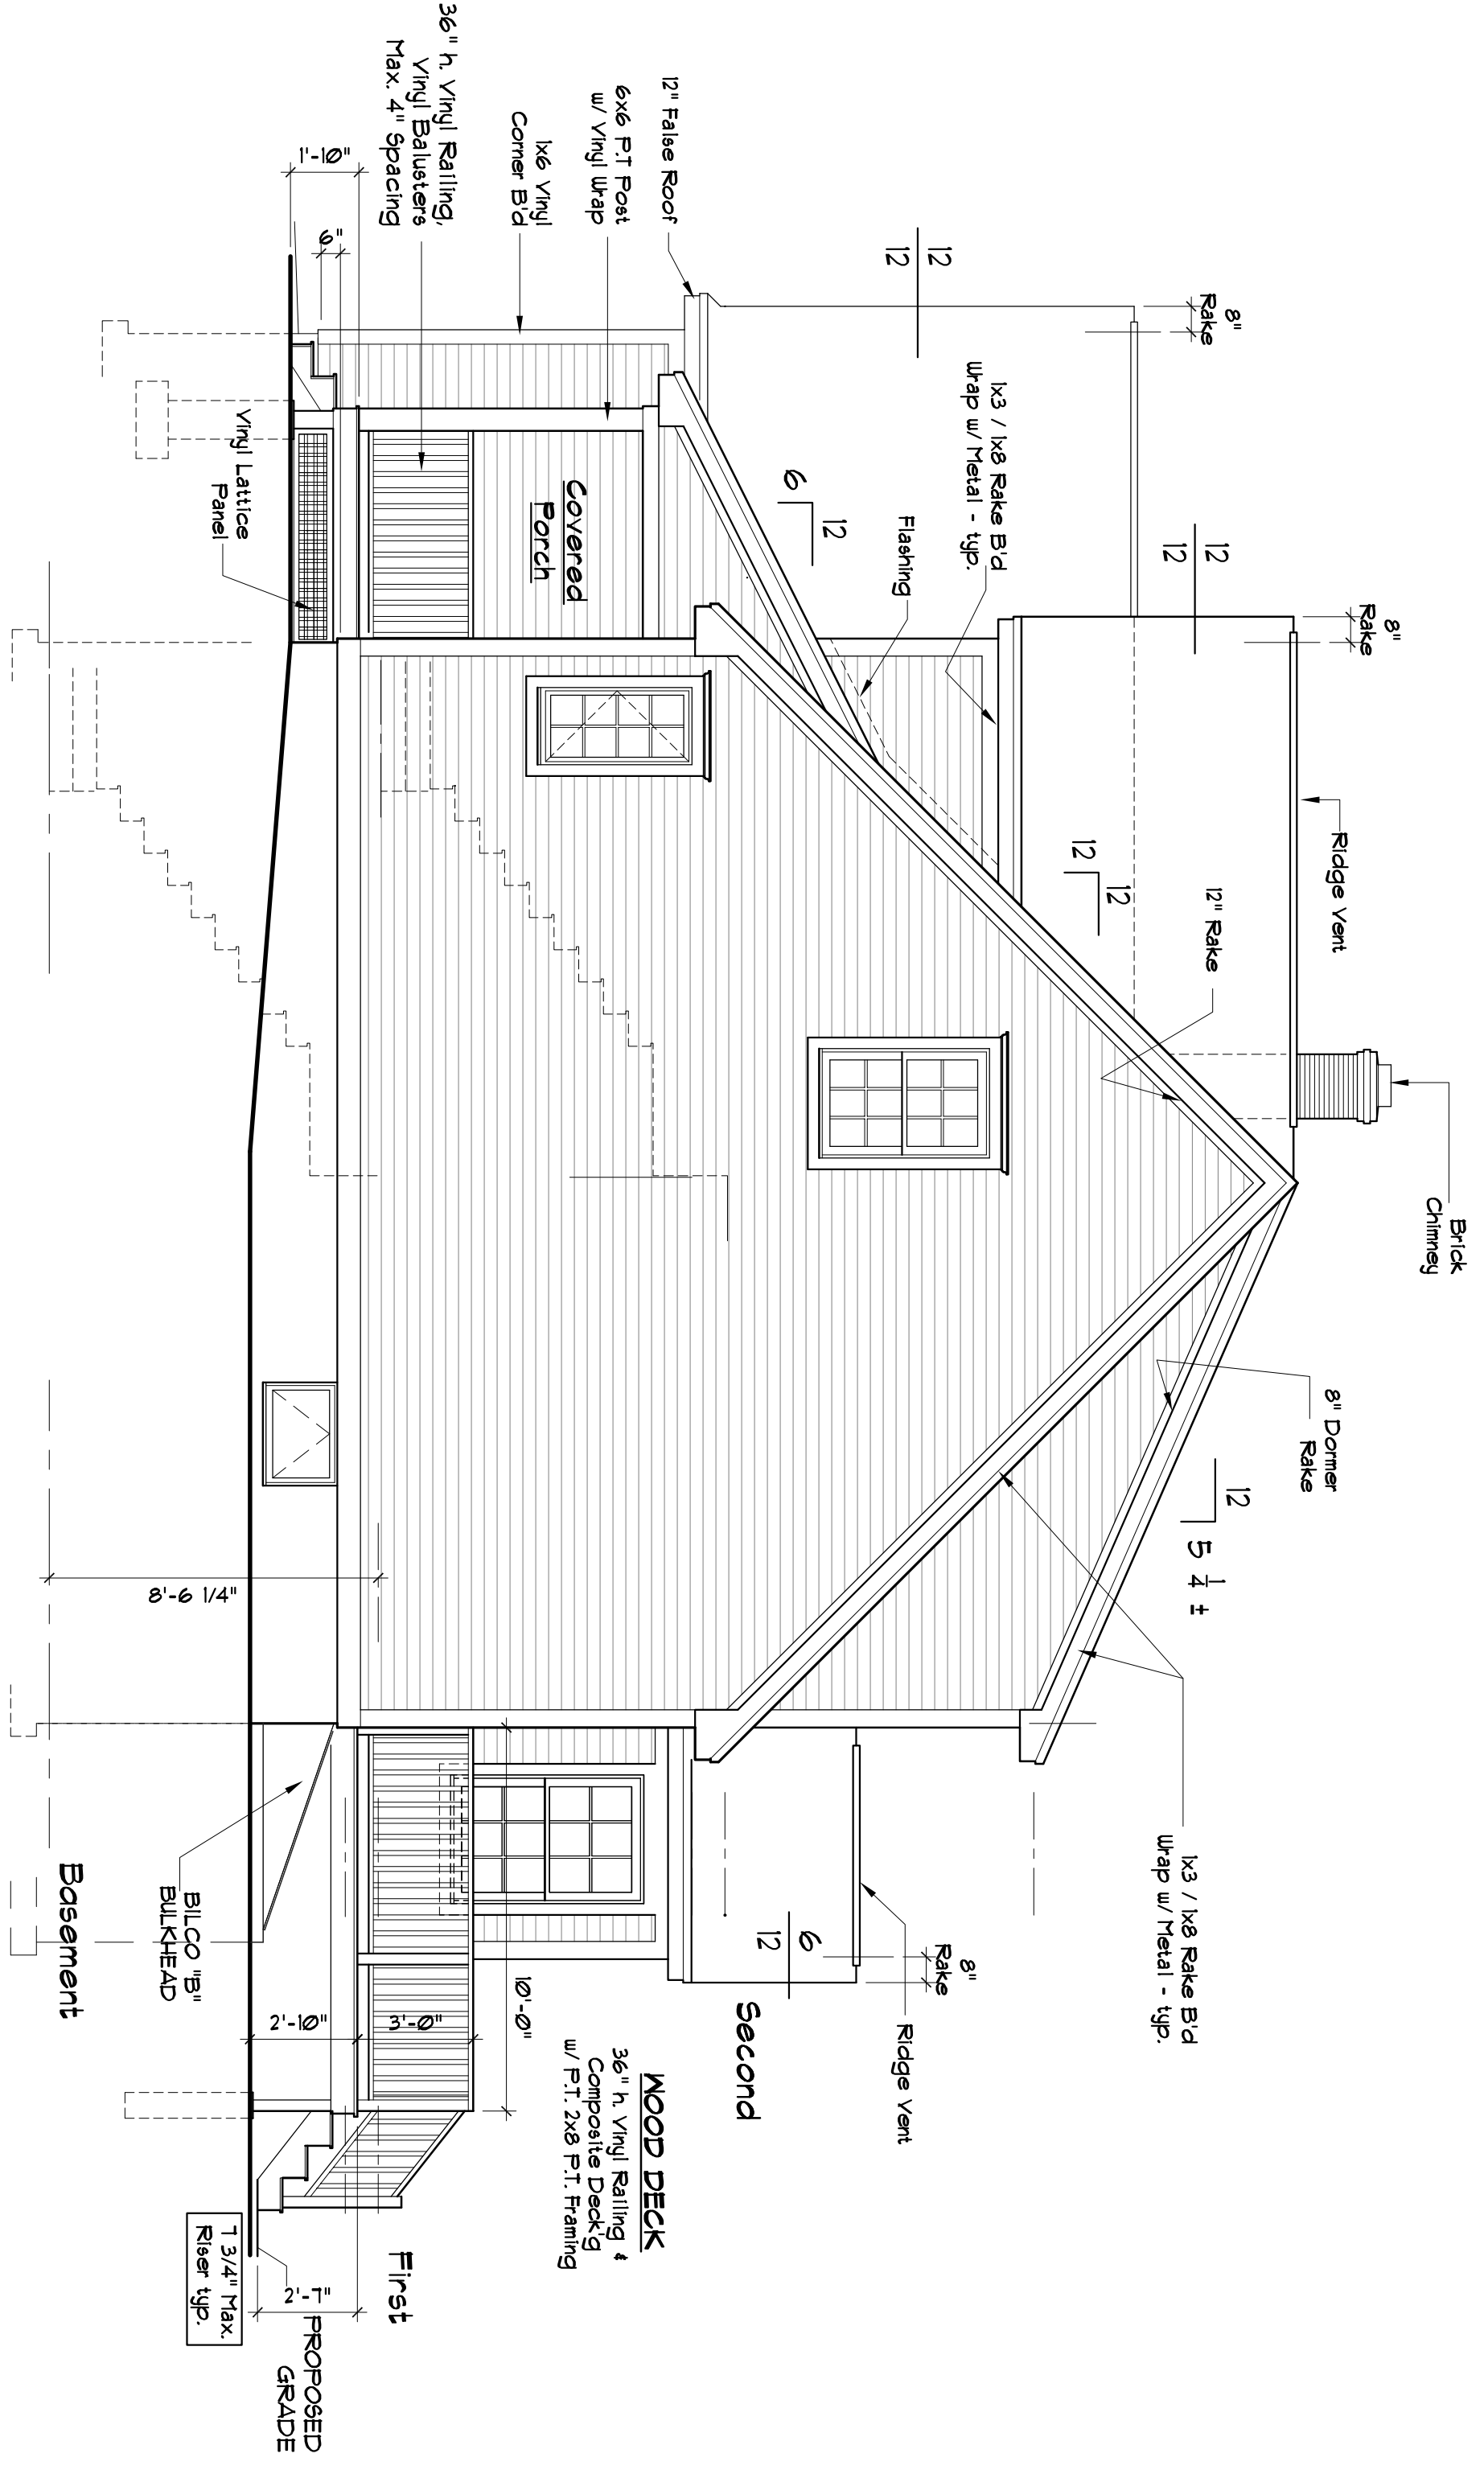 Brick
Chimney
8"
Rake
Ridge Vent
12
12
8" Dormer
Rake
12
5 1/4 ±
12" Rake
8"
Rake
12
12
12
12
1x3 / 1x8 Rake B'd
Wrap w/ Metal - typ.
1x3 / 1x8 Rake B'd
Wrap w/ Metal - typ.
Flashing
8"
Rake
Ridge Vent
6
12
6
12
12" False Roof
6x6 P.T Post
w/ Vinyl Wrap
1x6 Vinyl
Corner B'd
36" h. Vinyl Railing,
Vinyl Balusters
Max. 4" Spacing
Covered
Porch
Second
WOOD DECK
36" h. Vinyl Railing &
Composite Deck'g
w/ P.T. 2x8 P.T. Framing
10'-0"
3'-0"
First
1'-10"
6"
2'-10"
2'-7"
PROPOSED
GRADE
7 3/4" Max.
Riser typ.
Vinyl Lattice
Panel
8'-6 1/4"
BILCO "B"
BULKHEAD
Basement